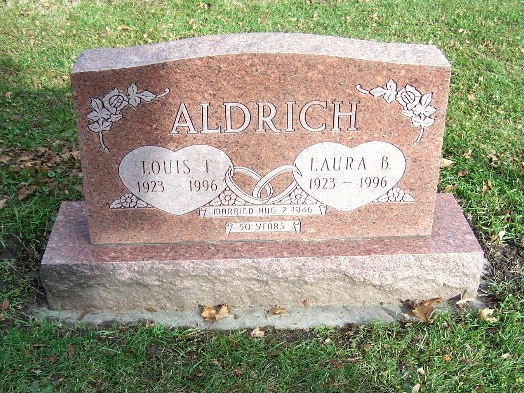 ALDRICH
LOUIS T.
1923 — 1996
LAURA B.
1923 — 1996
MARRIED AUG. 2, 1946
50 YEARS